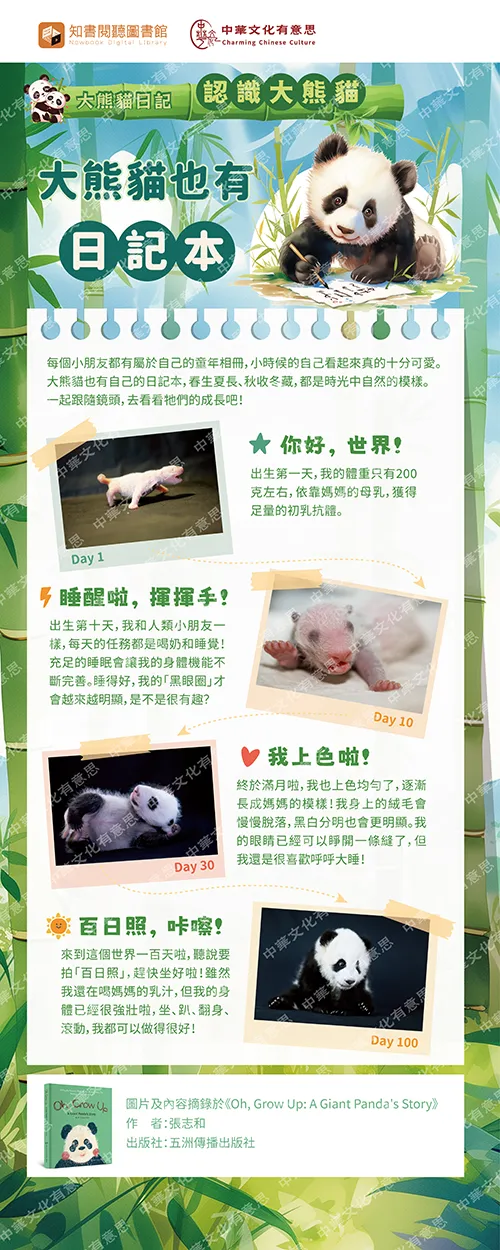 知書閱聽圖書館
Nowbook Digital Library
中華文化有意思
Charming Chinese Culture
大熊貓日記
認識大熊貓
大熊貓也有
日記本
每個小朋友都有屬於自己的童年相冊，小時候的自己看起來真的十分可愛。
大熊貓也有自己的日記本，春生夏長、秋收冬藏，都是時光中自然的模樣。
一起跟隨鏡頭，去看看牠們的成長吧！
你好，世界！
出生第一天，我的體重只有200
克左右，依靠媽媽的母乳，獲得
足量的初乳抗體。
Day 1
睡醒啦，揮揮手！
出生第十天，我和人類小朋友一
樣，每天的任務都是喝奶和睡覺！
充足的睡眠會讓我的身體機能不
斷完善。睡得好，我的「黑眼圈」才
會越來越明顯，是不是很有趣？
Day 10
我上色啦！
終於滿月啦，我也上色均勻了，逐漸
長成媽媽的模樣！我身上的絨毛會
慢慢脫落，黑白分明也會更明顯。我
的眼睛已經可以睜開一條縫了，但
我還是很喜歡呼呼大睡！
Day 30
百日照，咔嚓！
來到這個世界一百天啦，聽說要
拍「百日照」，趕快坐好啦！雖然
我還在喝媽媽的乳汁，但我的身
體已經很強壯啦，坐、趴、翻身、
滾動，我都可以做得很好！
Day 100
Oh, Grow Up
圖片及內容摘錄於《Oh, Grow Up: A Giant Panda's Story》
作　者：張志和
出版社：五洲傳播出版社